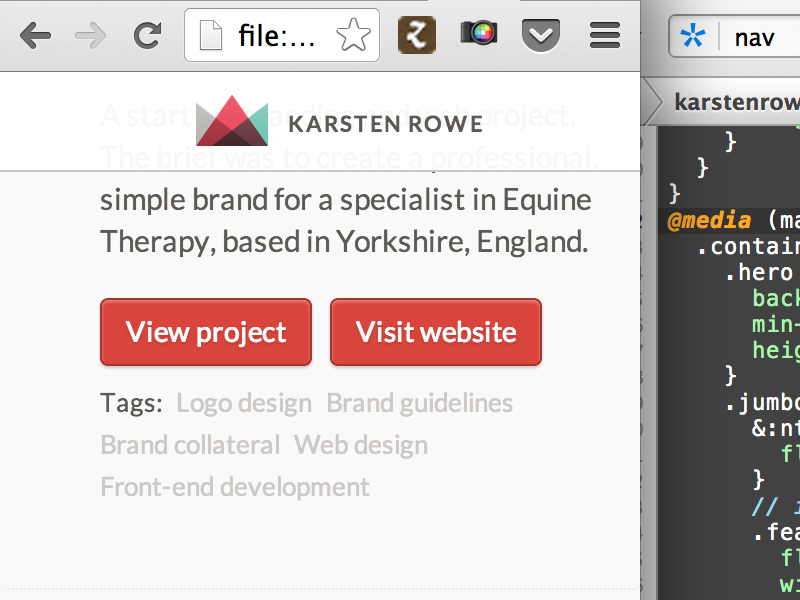 file:...
nav
karstenrow
A start- anding and web project.
KARSTEN ROWE
The brief was to create a professional,
simple brand for a specialist in Equine
Therapy, based in Yorkshire, England.
View project
Visit website
Tags: Logo design Brand guidelines
Brand collateral Web design
Front-end development
}
}
}
@media (ma
.contain
.hero
back
min-
heig
}
.jumbo
&:nt
fl
}
// i
.fea
fl
wi